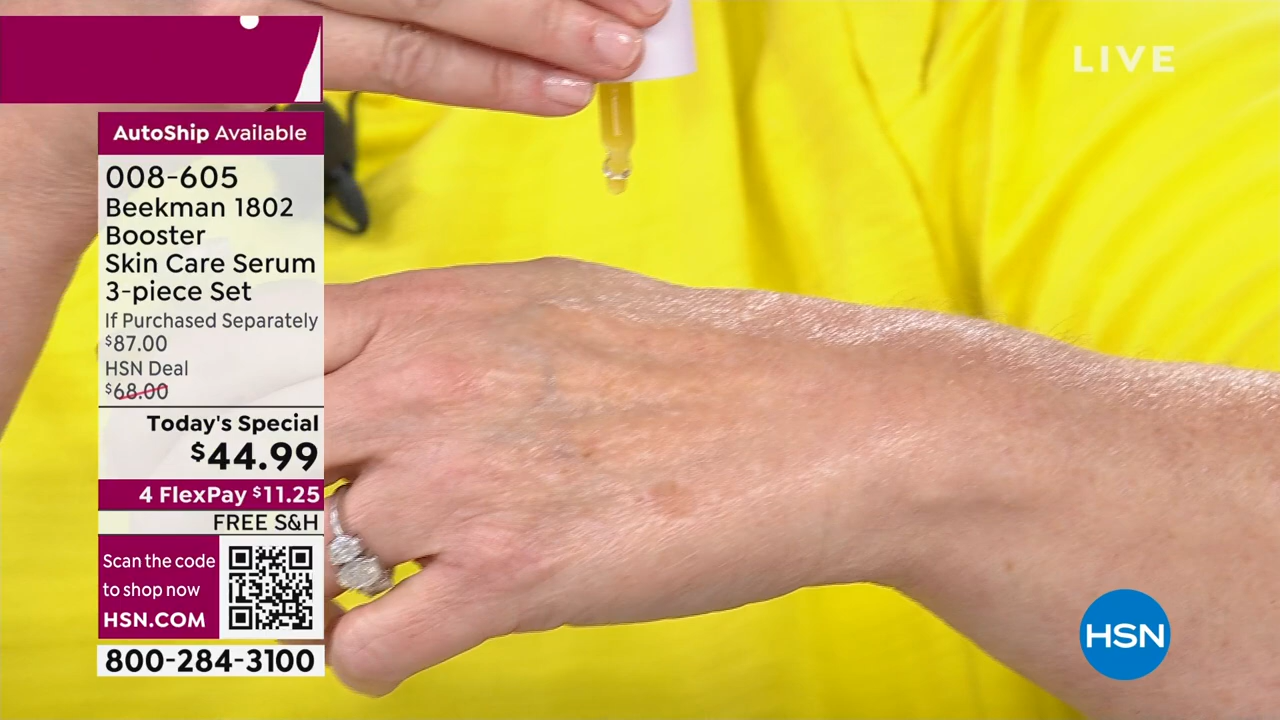 LIVE
AutoShip Available
008-605
Beekman 1802
Booster
Skin Care Serum
3-piece Set
If Purchased Separately
$87.00
HSN Deal
$68.00
Today's Special
$44.99
4 FlexPay $11.25
FREE S&H
Scan the code
to shop now
HSN.COM
800-284-3100
HSN